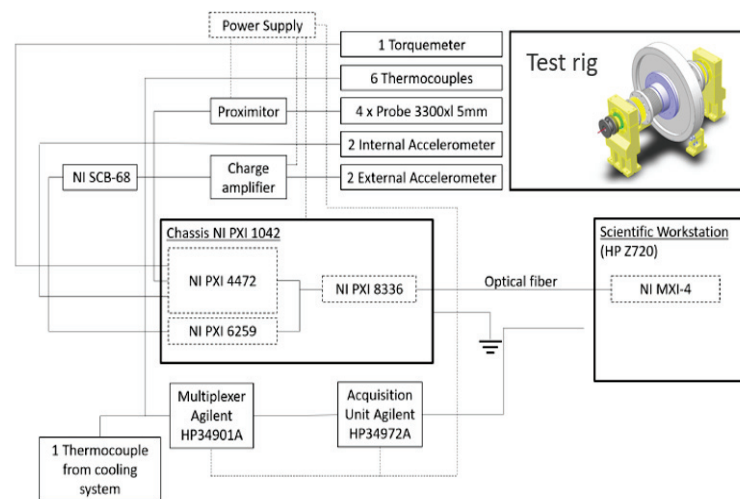 Power Supply
1 Torquemeter
6 Thermocouples
Proximitor
4 x Probe 3300xl 5mm
2 Internal Accelerometer
NI SCB-68
Charge
amplifier
2 External Accelerometer
Test rig
Chassis NI PXI 1042
NI PXI 4472
NI PXI 8336
NI PXI 6259
Optical fiber
Scientific Workstation
(HP Z720)
NI MXI-4
Multiplexer
Agilent
HP34901A
Acquisition
Unit Agilent
HP34972A
1 Thermocouple
from cooling
system